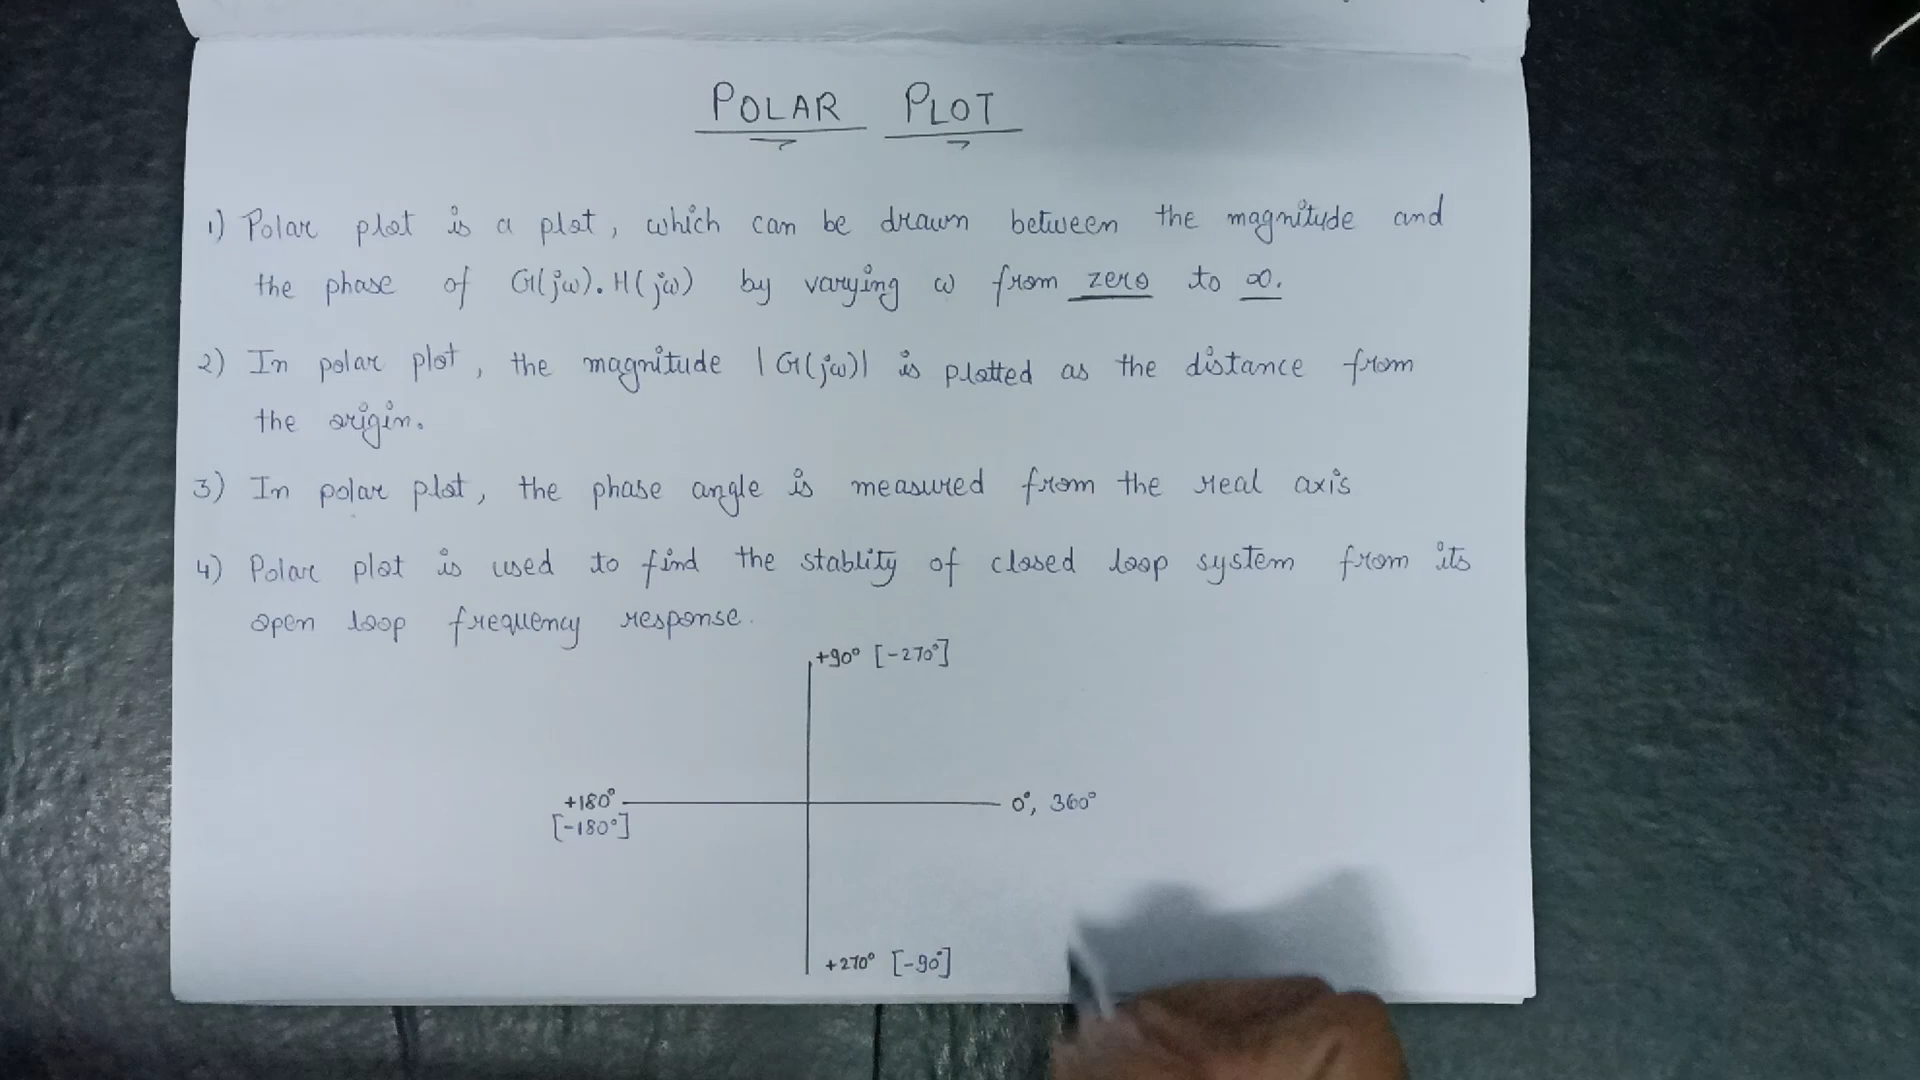 POLAR PLOT
1) Polar plot is a plot, which can be drawn between the magnitude and
the phase of G(jω).H(jω) by varying ω from zero to ∞.
2) In polar plot, the magnitude |G(jω)| is plotted as the distance from
the origin.
3) In polar plot, the phase angle is measured from the real axis
4) Polar plot is used to find the stablity of closed loop system from its
open loop frequency response.
+90° [-270°]
+180° 0°, 360°
[-180°]
+270° [-90°]